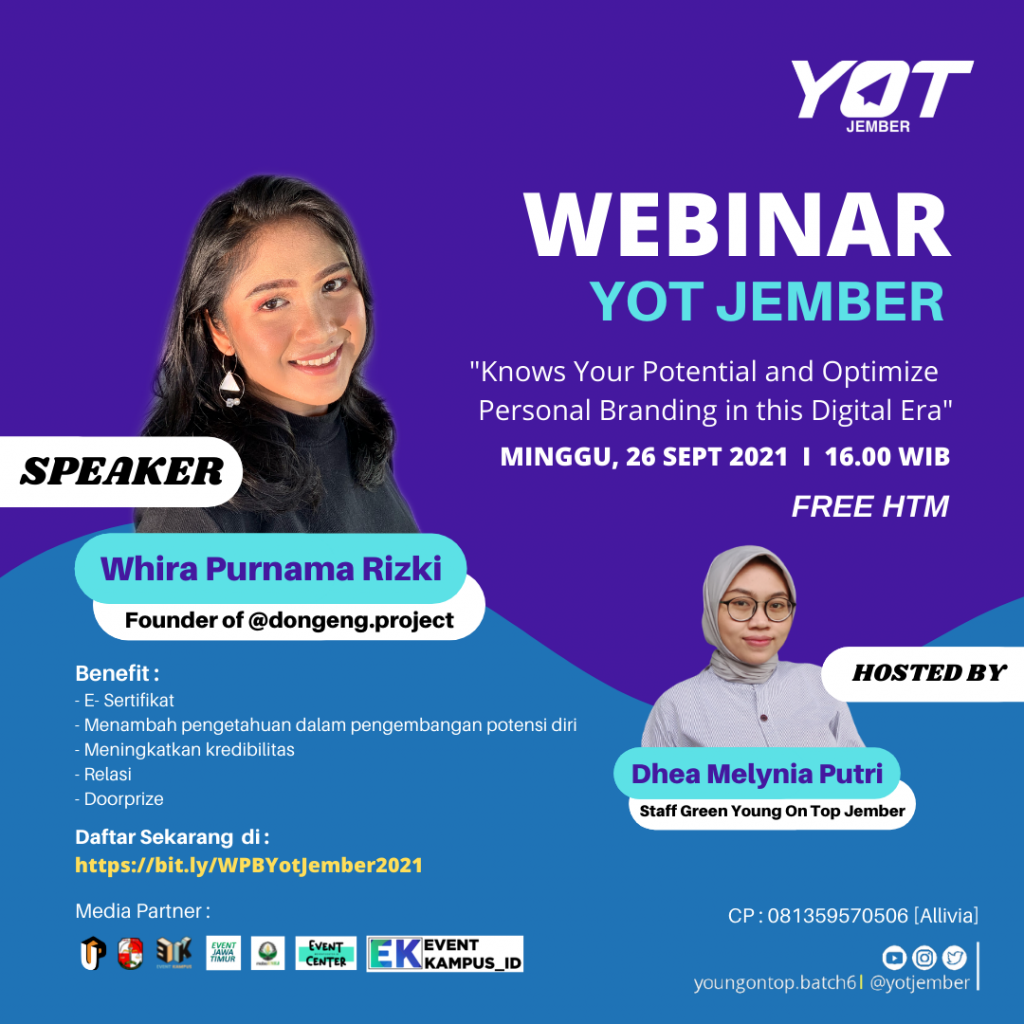 YOT
JEMBER
WEBINAR
YOT JEMBER
"Knows Your Potential and Optimize
Personal Branding in this Digital Era"
MINGGU, 26 SEPT 2021 I 16.00 WIB
FREE HTM
SPEAKER
Whira Purnama Rizki
Founder of @dongeng.project
HOSTED BY
Dhea Melynia Putri
Staff Green Young On Top Jember
Benefit :
- E- Sertifikat
- Menambah pengetahuan dalam pengembangan potensi diri
- Meningkatkan kredibilitas
- Relasi
- Doorprize
Daftar Sekarang di :
https://bit.ly/WPBYotJember2021
Media Partner :
EVENT KAMPUS
EVENT
JAWA
TIMUR
EVENT
CENTER
EK EVENT
KAMPUS_ID
CP : 081359570506 [Allivia]
youngontop.batch6| @yotjember